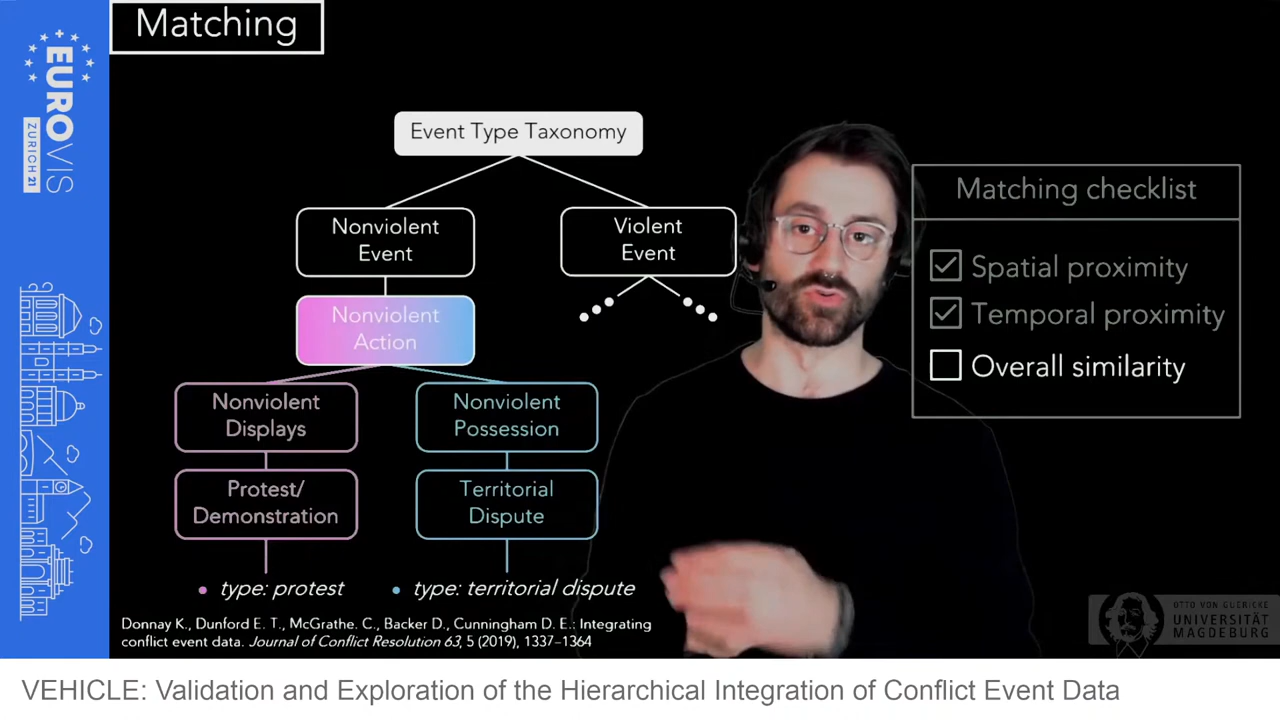 Matching
EUROVIS
ZURICH 21
Event Type Taxonomy
Nonviolent
Event
Violent
Event
Nonviolent
Action
Nonviolent
Displays
Nonviolent
Possession
Protest/
Demonstration
Territorial
Dispute
type: protest
type: territorial dispute
Matching checklist
Spatial proximity
Temporal proximity
Overall similarity
Donnay K., Dunford E. T., McGrathe. C., Backer D., Cunningham D. E.: Integrating
conflict event data. Journal of Conflict Resolution 63, 5 (2019), 1337–1364
OTTO VON GUERICKE
UNIVERSITÄT
MAGDEBURG
VEHICLE: Validation and Exploration of the Hierarchical Integration of Conflict Event Data